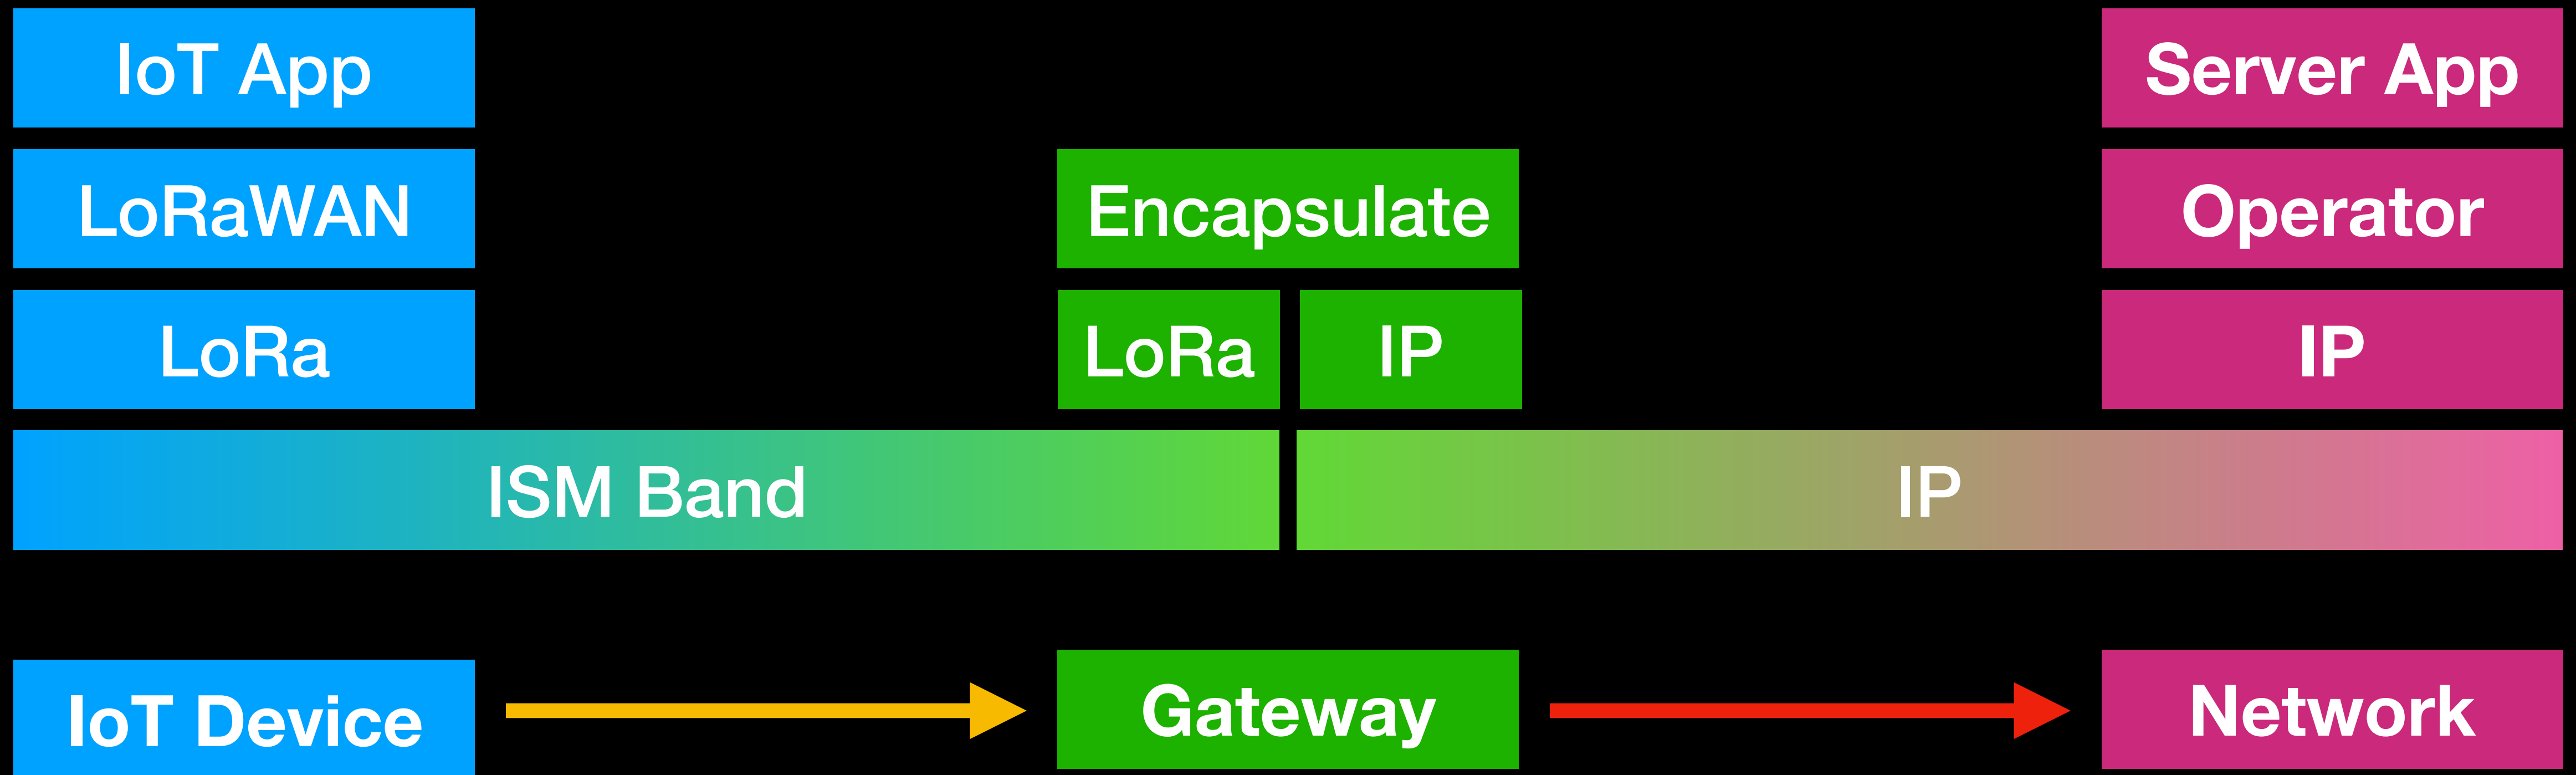 IoT App
Server App
LoRaWAN
Encapsulate
Operator
LoRa
LoRa
IP
IP
ISM Band
IP
IoT Device
Gateway
Network